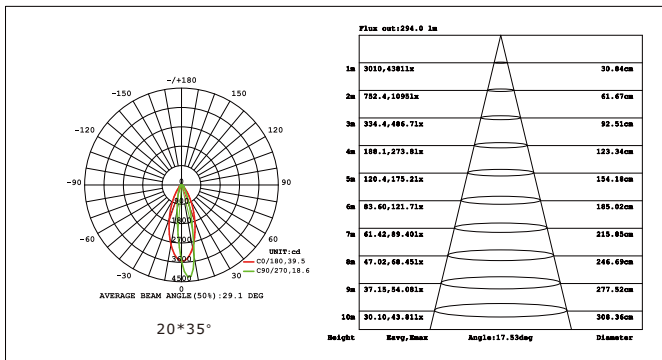 -/+180
-150
150
-120
120
-90
0
90
900
1800
-60
2700
60
3600
UNIT:cd
C0/180,39.5
-30
4500
30
C90/270,18.6
0
AVERAGE BEAM ANGLE(50%):29.1 DEG
20*35°
Flux out:294.0 lm
1m 3010,4381lx 30.84cm
2m 752.4,1095lx 61.67cm
3m 334.4,486.7lx 92.51cm
4m 188.1,273.8lx 123.34cm
5m 120.4,175.2lx 154.18cm
6m 83.60,121.7lx 185.02cm
7m 61.42,89.40lx 215.85cm
8m 47.02,68.45lx 246.69cm
9m 37.15,54.08lx 277.52cm
10m 30.10,43.81lx 308.36cm
Height Eavg,Emax Angle:17.53deg Diameter